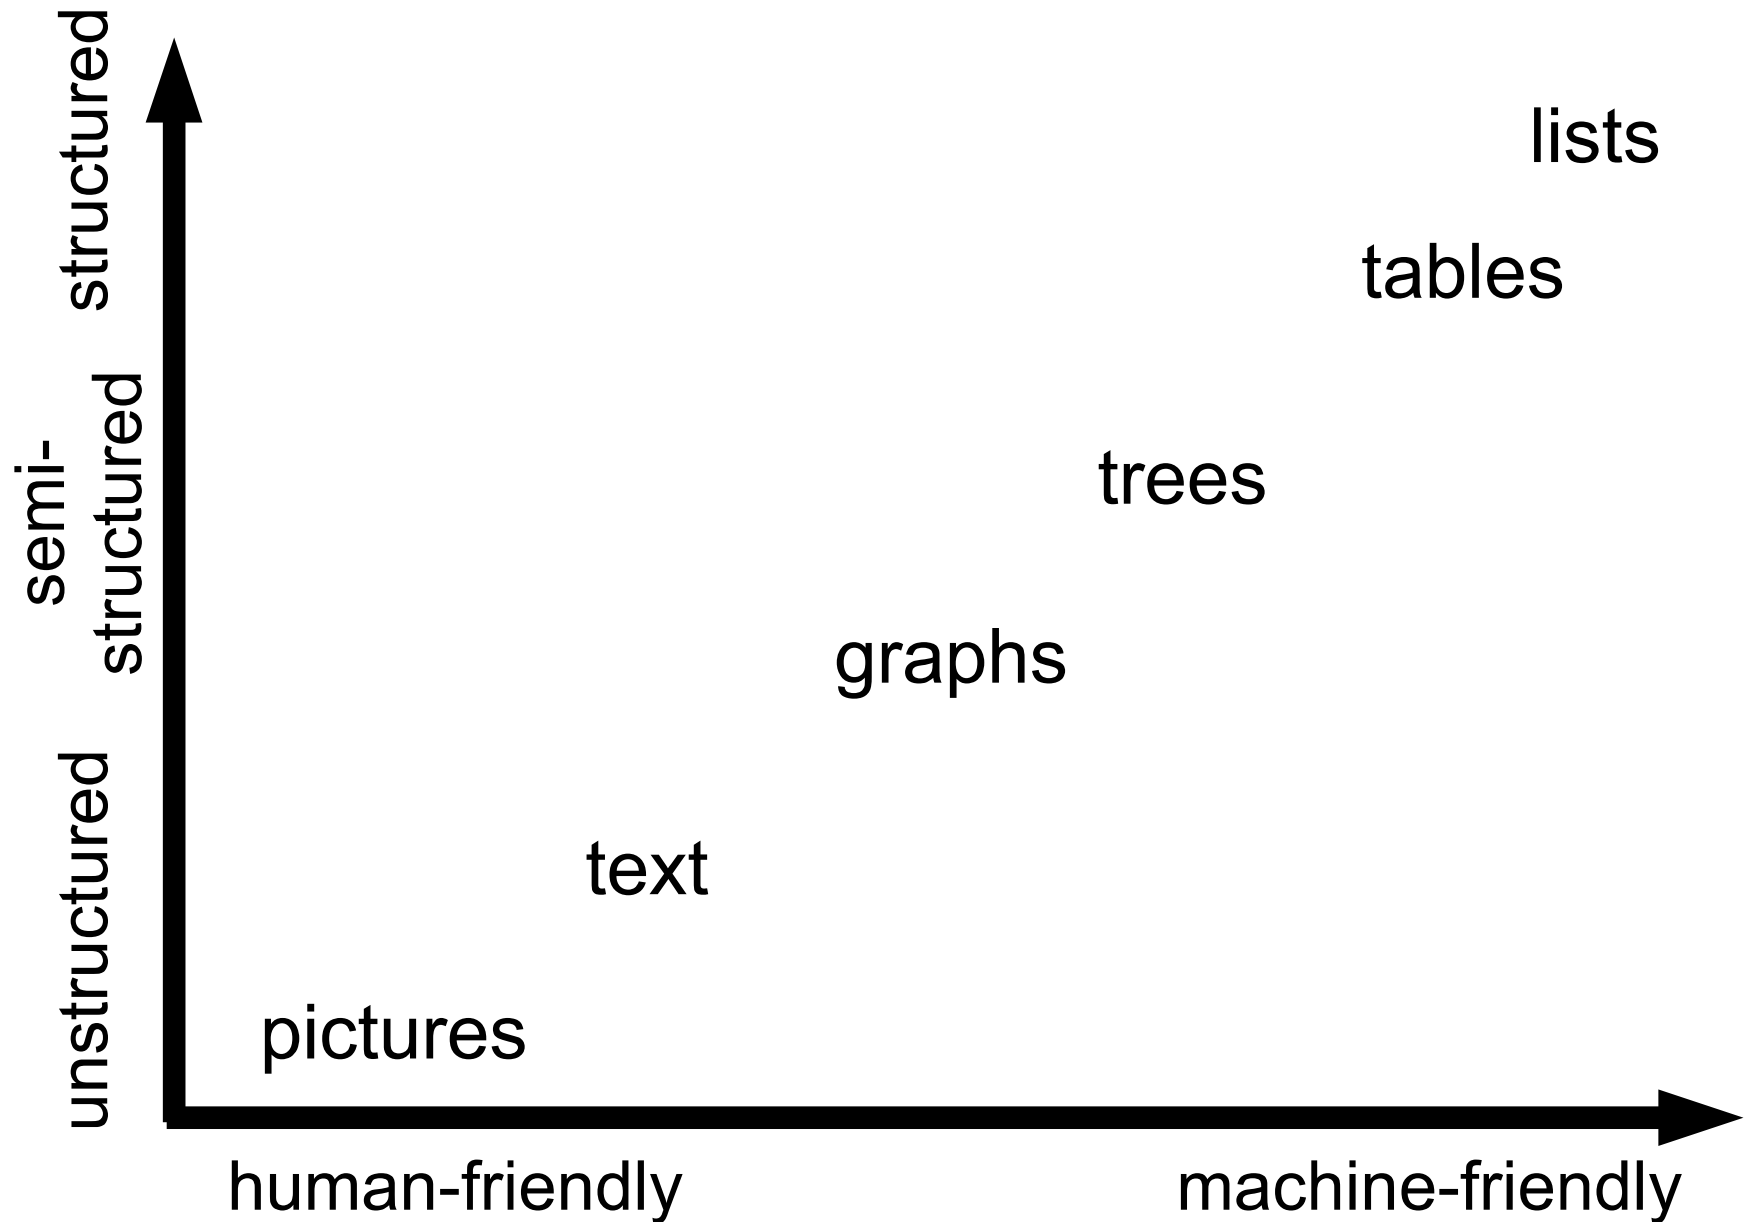 structured
semi-
structured
unstructured
lists
tables
trees
graphs
text
pictures
human-friendly
machine-friendly